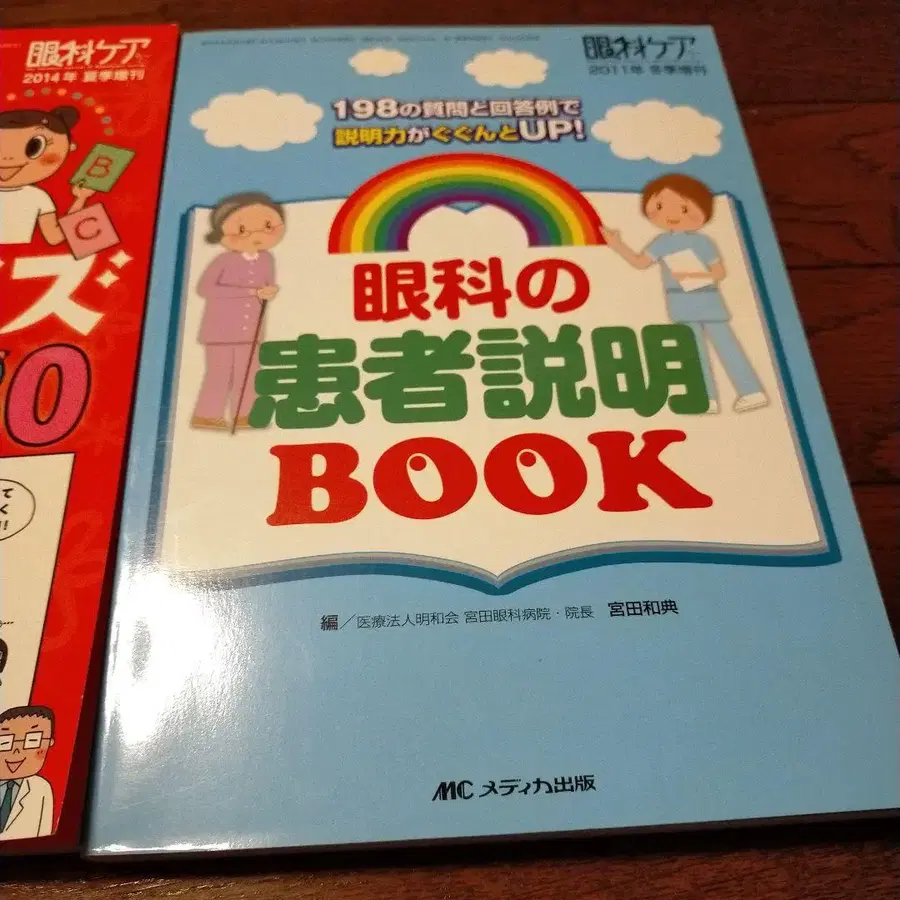 眼科ケア
2014年 夏季増刊
B
C
ズ
0
て
く
!!
眼科ケア
2011年 冬季増刊
198の質問と回答例で
説明力がぐぐんとUP!
眼科の
患者説明
BOOK
編/医療法人明和会 宮田眼科病院・院長 宮田和典
MC メディカ出版